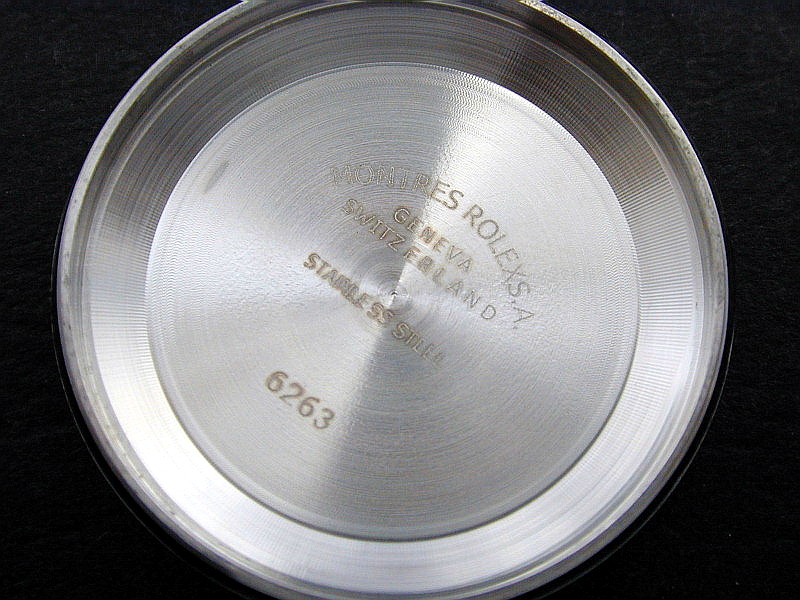 MONTRES ROLEX S.A
GENEVA
SWITZERLAND
STAINLESS STEEL
6263